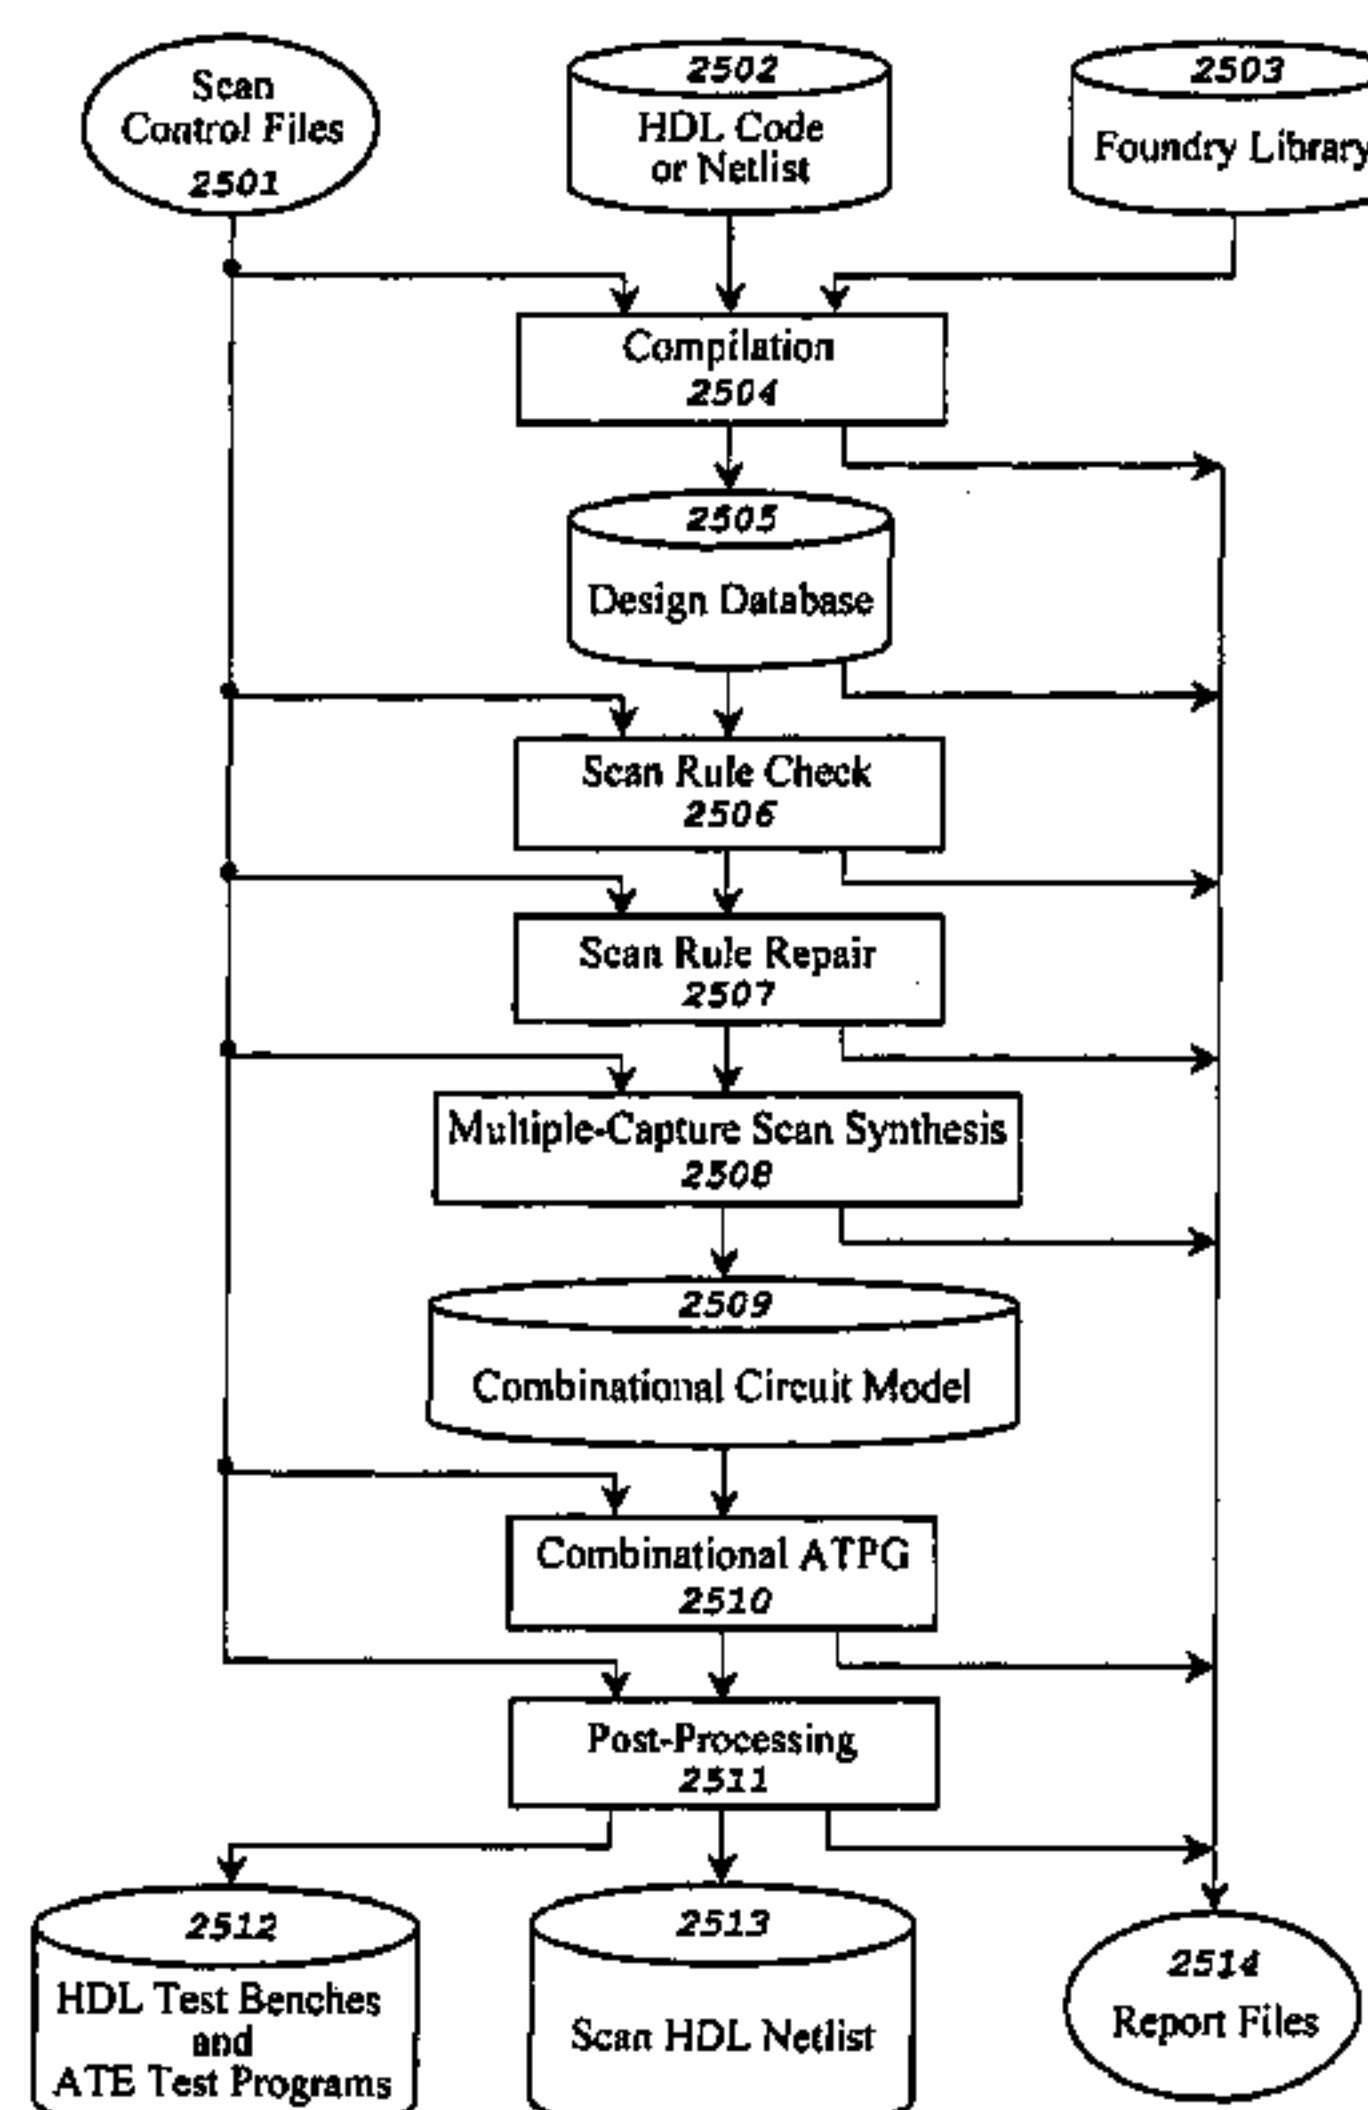 Scan
Control Files
2501
2502
HDL Code
or Netlist
2503
Foundry Library
Compilation
2504
2505
Design Database
Scan Rule Check
2506
Scan Rule Repair
2507
Multiple-Capture Scan Synthesis
2508
2509
Combinational Circuit Model
Combinational ATPG
2510
Post-Processing
2511
2512
HDL Test Benches
and
ATE Test Programs
2513
Scan HDL Netlist
2514
Report Files